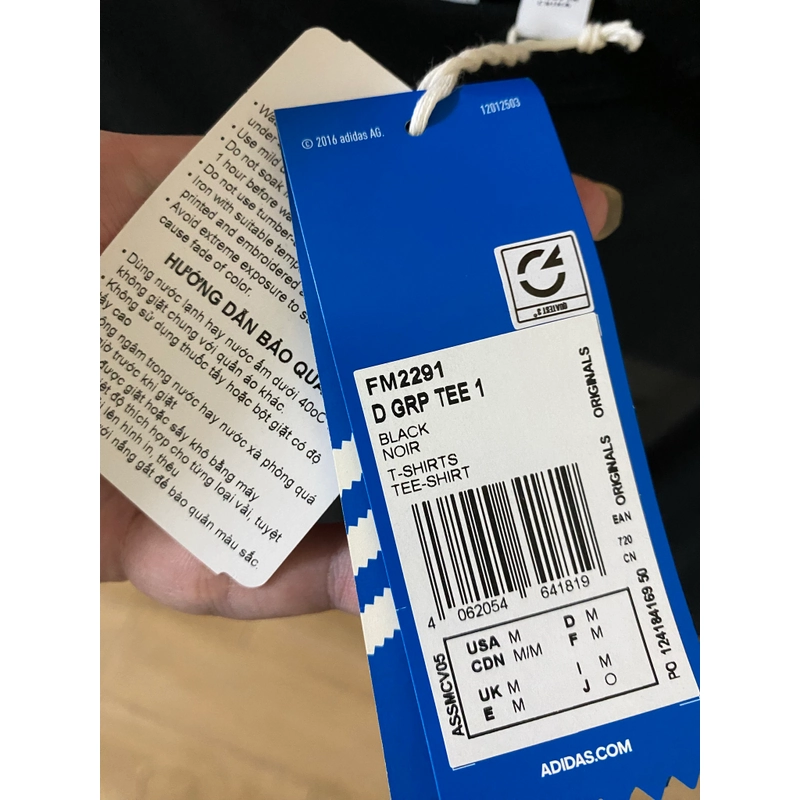 © 2016 adidas AG.
12012503
QUATEST 3®
FM2291
D GRP TEE 1
BLACK
NOIR
T-SHIRTS
TEE-SHIRT
ORIGINALS
ORIGINALS
EAN
720
CN
4 062054 641819
USA M
CDN M/M
UK M
E M
D M
F M
I M
J O
ASSMCV05
PO 124184169 50
ADIDAS.COM
under
• Use mild
• Do not soak
1 hour before
• Do not use tumber-
• Iron with suitable
printed and embroidered
• Avoid extreme exposure to
cause fade of color.
HƯỚNG DẪN BẢO
• Dùng nước lạnh hay nước ấm dưới 40oC
không giặt chung với quần áo khác.
• Không sử dụng thuốc tẩy hoặc bột giặt có độ
tẩy cao
ngâm trong nước hay nước xà phòng quá
giờ trước khi giặt
được giặt hoặc sấy khô bằng máy
độ thích hợp cho từng loại vải, tuyệt
lên hình in, thêu
với nắng gắt để bảo quản màu sắc.